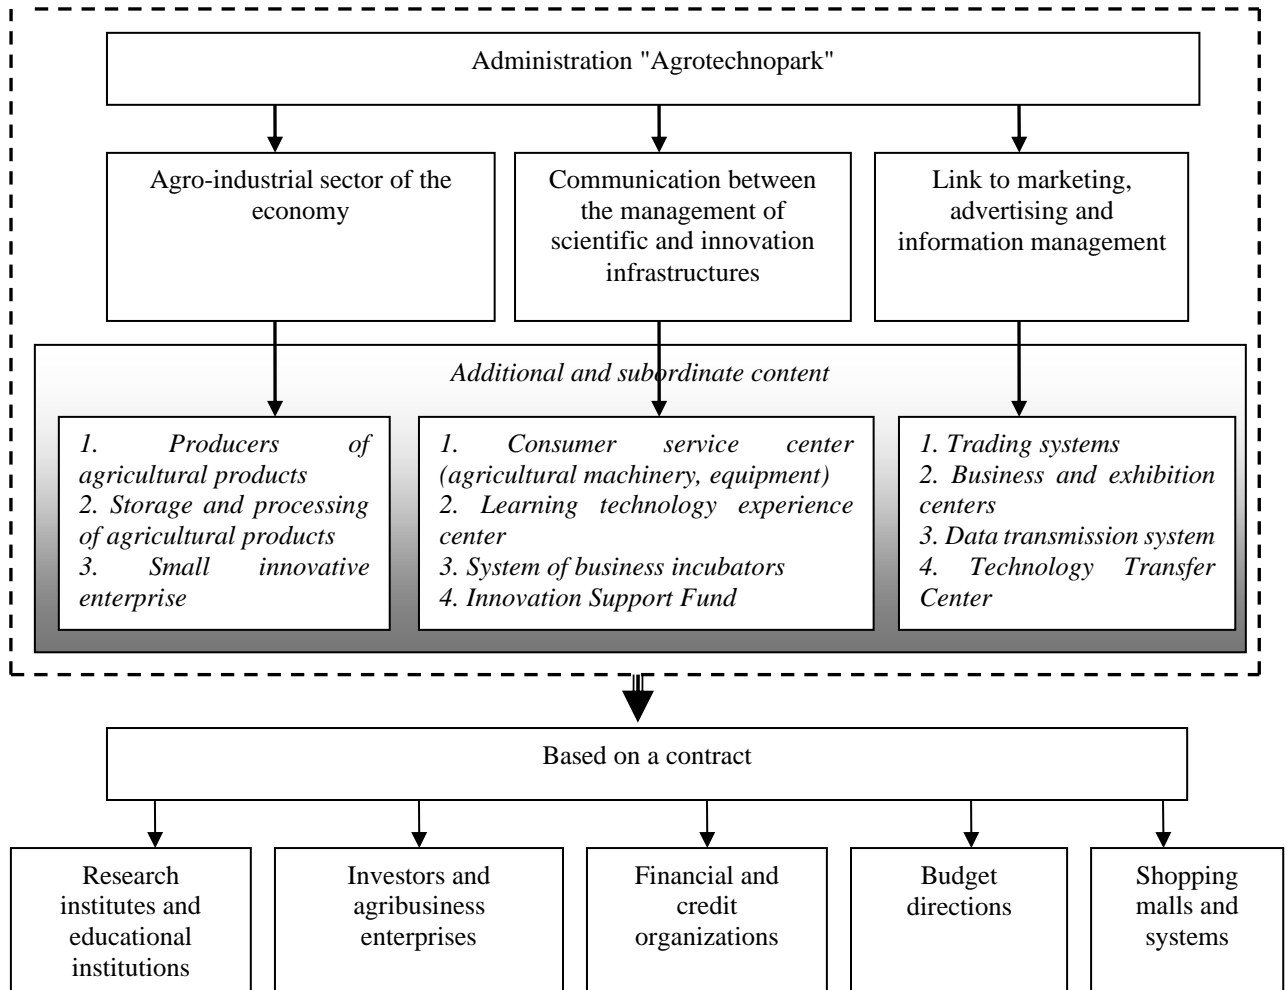 Administration "Agrotechnopark"
Agro-industrial sector of the
economy
Communication between
the management of
scientific and innovation
infrastructures
Link to marketing,
advertising and
information management
Additional and subordinate content
1. Producers of
agricultural products
2. Storage and processing
of agricultural products
3. Small innovative
enterprise
1. Consumer service center
(agricultural machinery, equipment)
2. Learning technology experience
center
3. System of business incubators
4. Innovation Support Fund
1. Trading systems
2. Business and exhibition
centers
3. Data transmission system
4. Technology Transfer
Center
Based on a contract
Research
institutes and
educational
institutions
Investors and
agribusiness
enterprises
Financial and
credit
organizations
Budget
directions
Shopping
malls and
systems